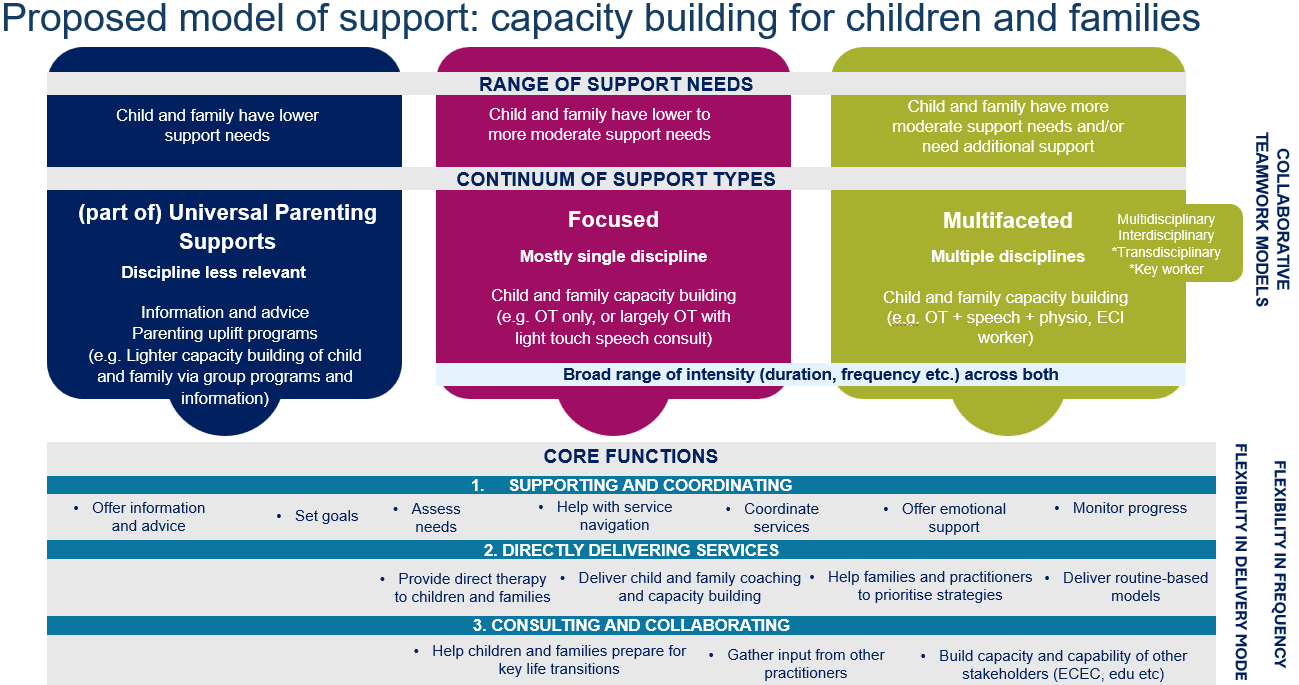 Proposed model of support: capacity building for children and families
RANGE OF SUPPORT NEEDS
Child and family have lower
support needs
Child and family have lower to
more moderate support needs
Child and family have more
moderate support needs and/or
need additional support
CONTINUUM OF SUPPORT TYPES
(part of) Universal Parenting
Supports
Discipline less relevant
Information and advice
Parenting uplift programs
(e.g. Lighter capacity building of child
and family via group programs and
information)
Focused
Mostly single discipline
Child and family capacity building
(e.g. OT only, or largely OT with
light touch speech consult)
Multifaceted
Multiple disciplines
Child and family capacity building
(e.g. OT + speech + physio, ECI
worker)
Multidisciplinary
Interdisciplinary
*Transdisciplinary
*Key worker
COLLABORATIVE
TEAMWORK MODELS
Broad range of intensity (duration, frequency etc.) across both
CORE FUNCTIONS
1. SUPPORTING AND COORDINATING
• Offer information
and advice
• Set goals
• Assess
needs
• Help with service
navigation
• Coordinate
services
• Offer emotional
support
• Monitor progress
2. DIRECTLY DELIVERING SERVICES
• Provide direct therapy
to children and families
• Deliver child and family coaching
and capacity building
• Help families and practitioners
to prioritise strategies
• Deliver routine-based
models
3. CONSULTING AND COLLABORATING
• Help children and families prepare for
key life transitions
• Gather input from other
practitioners
• Build capacity and capability of other
stakeholders (ECEC, edu etc)
FLEXIBILITY IN FREQUENCY
FLEXIBILITY IN DELIVERY MODE